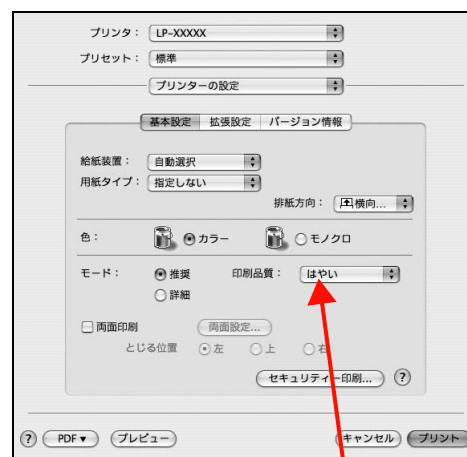 プリンタ： LP-XXXXX
プリセット： 標準
プリンターの設定
基本設定 拡張設定 バージョン情報
給紙装置： 自動選択
用紙タイプ： 指定しない
排紙方向： 横向...
色： カラー モノクロ
モード： 推奨 印刷品質： はやい
詳細
両面印刷 両面設定...
とじる位置 左 上 右
セキュリティー印刷... ?
? PDF▼ プレビュー キャンセル プリント